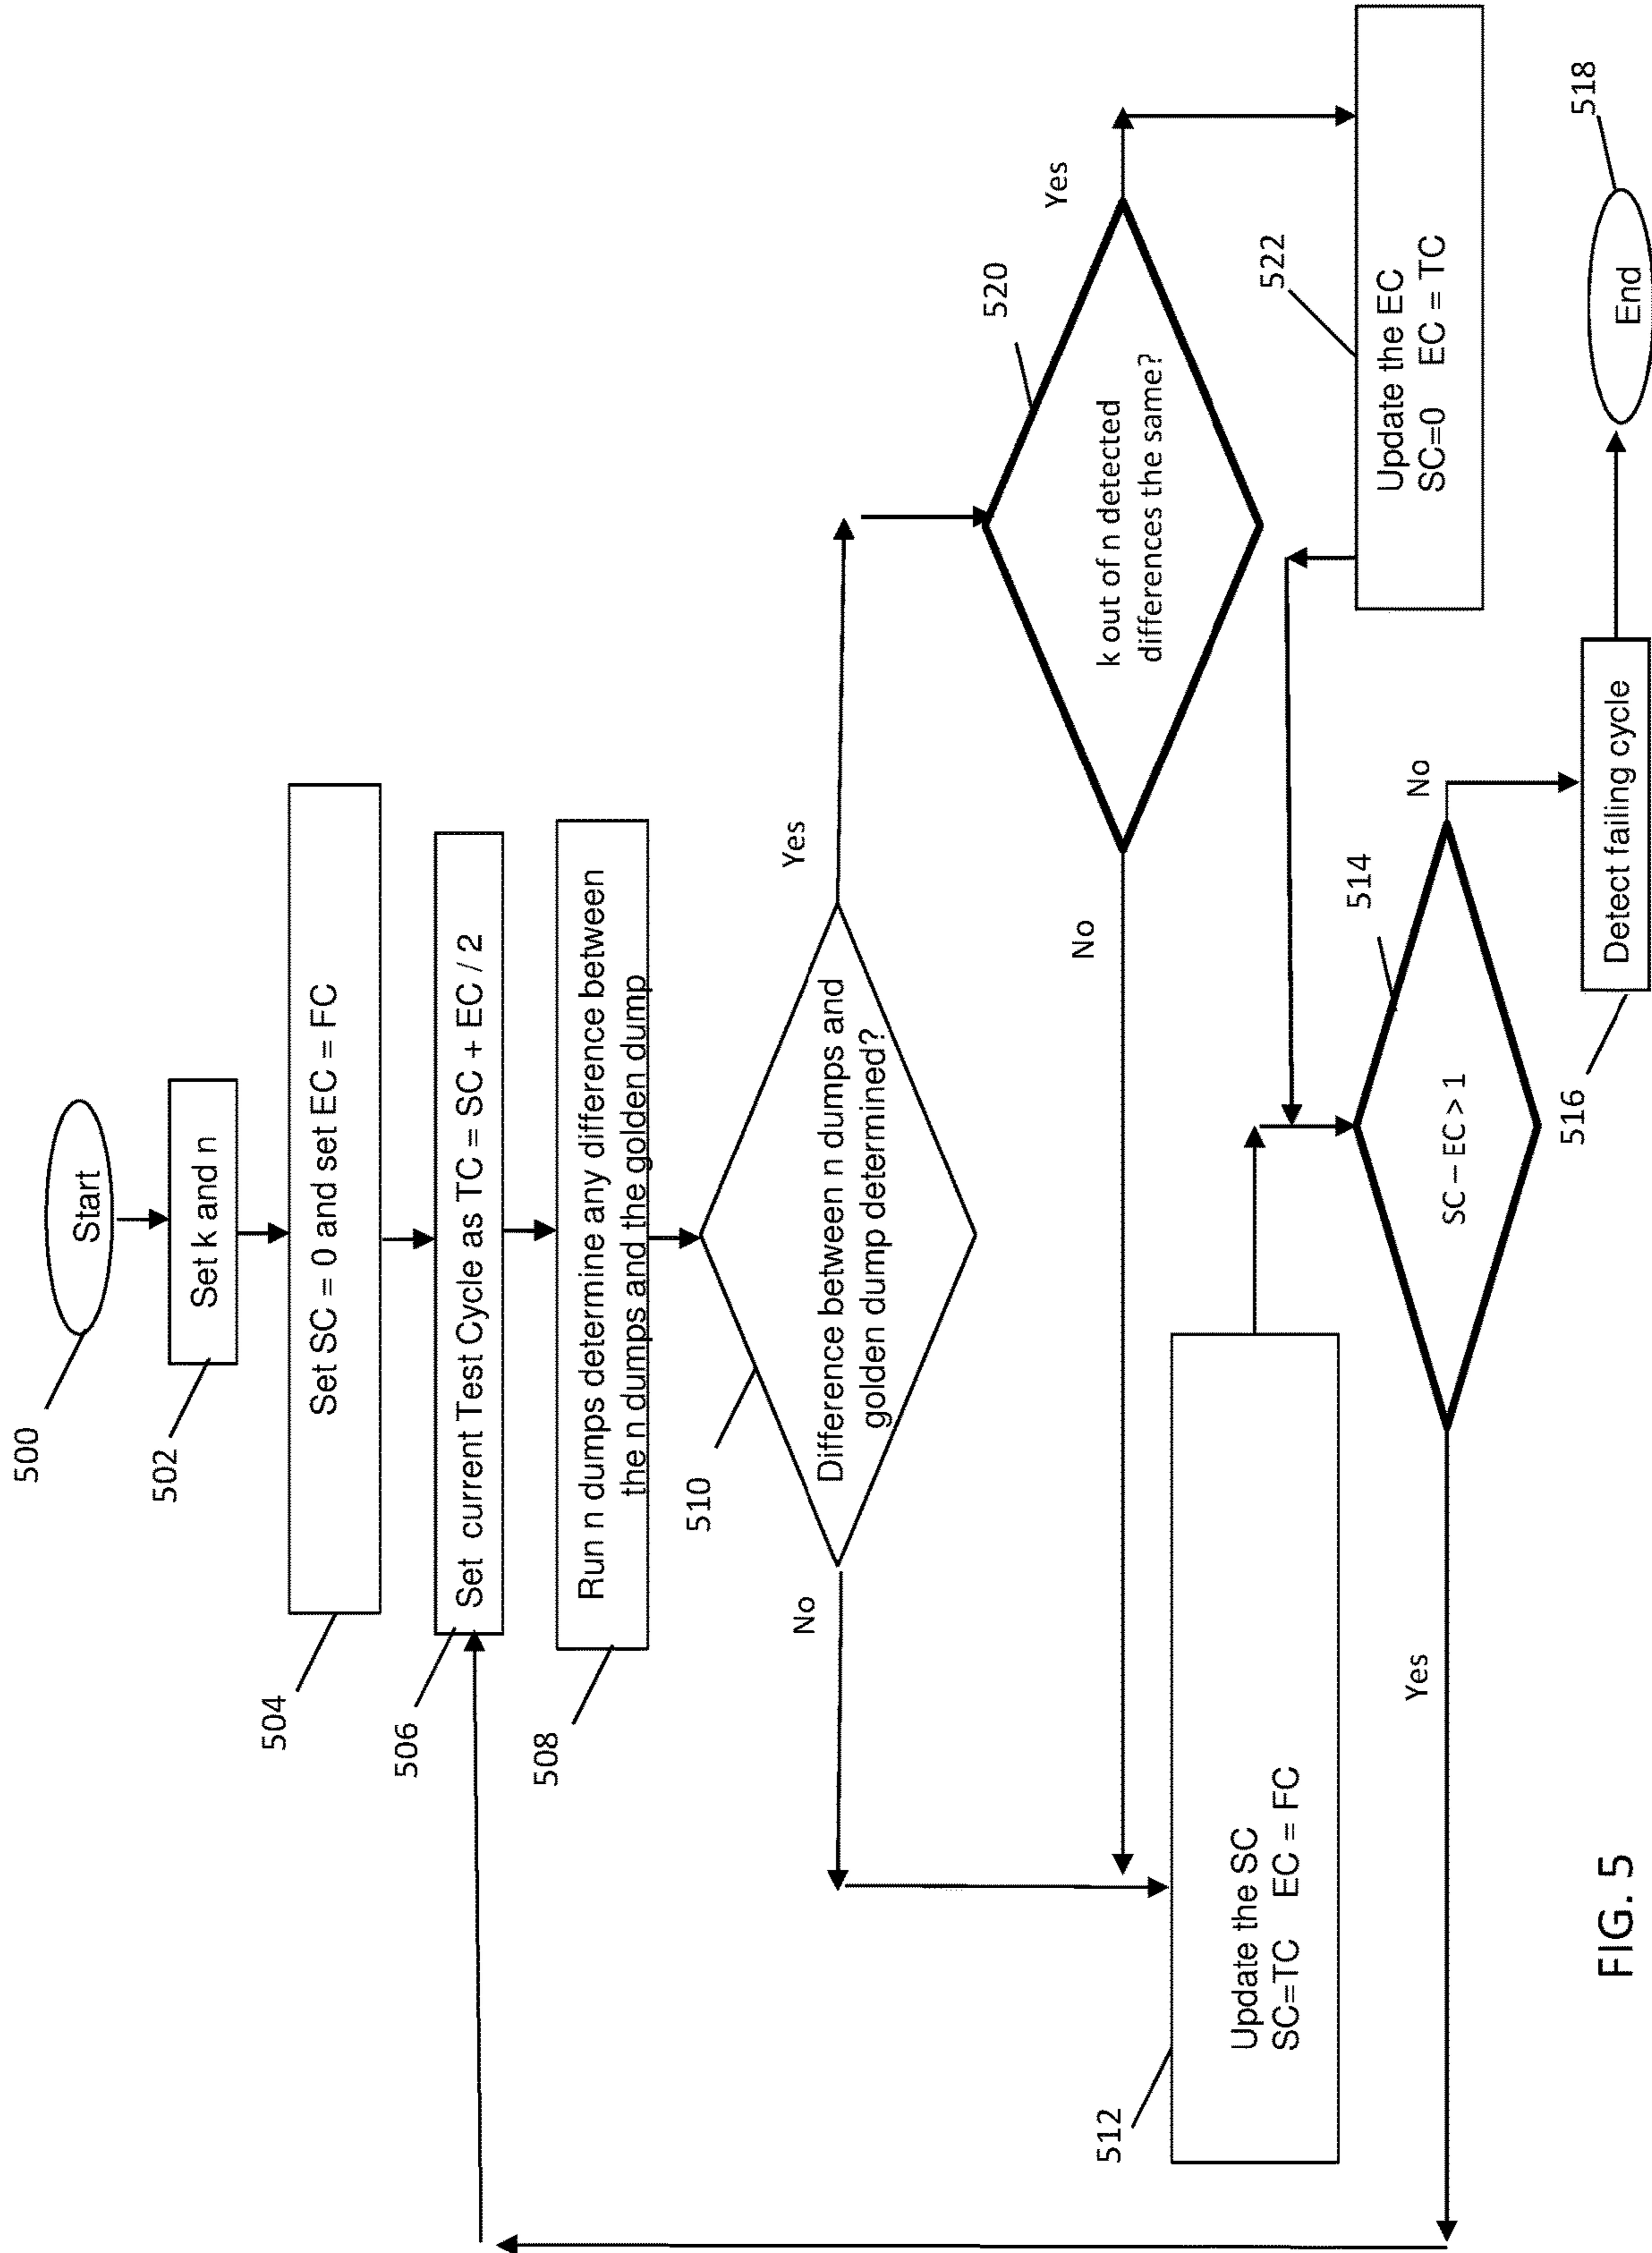 500
Start
502
Set k and n
504
Set SC = 0 and set EC = FC
506
Set current Test Cycle as TC = SC + EC / 2
508
Run n dumps determine any difference between
the n dumps and the golden dump
510
Difference between n dumps and
golden dump determined?
No
Yes
520
k out of n detected
differences the same?
No
Yes
512
Update the SC
SC=TC EC = FC
522
Update the EC
SC=0 EC = TC
514
SC – EC > 1
Yes
No
516
Detect failing cycle
518
End
FIG. 5